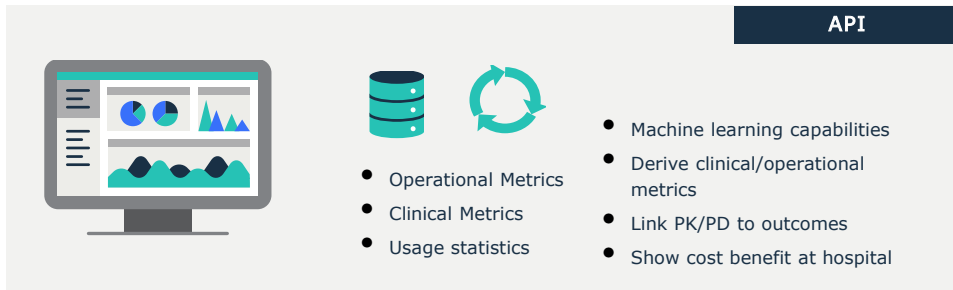 API
Operational Metrics
Clinical Metrics
Usage statistics
Machine learning capabilities
Derive clinical/operational
metrics
Link PK/PD to outcomes
Show cost benefit at hospital